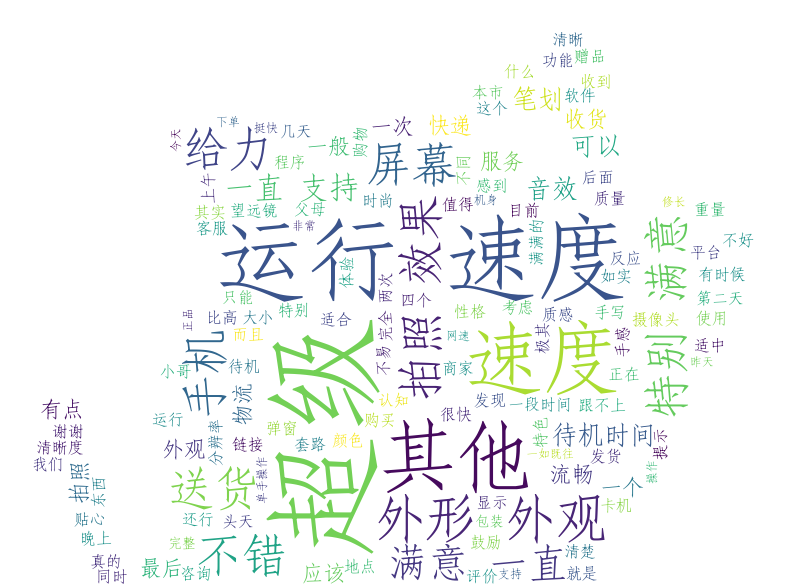 清晰
功能
赠品
什么
收到
本市
笔划
软件
这个
收货
今天
下单
挺快
几天
购物
一次
快递
给力
一般
屏幕
不同
服务
可以
程序
上午
一直
支持
感到
音效
后面
其实
望远镜
父母
时尚
值得
机身
目前
质量
修长
重量
客服
非常
效果
满满的
满意
不好
运行
速度
体验
反应
平台
如实
有时候
只能
两次
四个
第二天
正品
比高
大小
特别
完全
性格
考虑
质感
手写
摄像头
使用
而且
适合
拍照
网速
极其
手感
适中
手机
超级
不易
速度
特别
小哥
待机
商家
正在
昨天
有点
物流
认知
很快
发现
一段时间
跟不上
运行
弹窗
购买
谢谢
清晰度
分辨率
链接
套路
颜色
其他
特色
待机时间
提示
外观
我们
一如既往
发货
拍照
东西
送货
单手操作
流畅
一个
操作
显示
卡机
贴心
还行
头天
外形
包装
外观
晚上
完整
不错
鼓励
真的
最后
咨询
应该
地点
满意
一直
清楚
同时
评价
支持
就是